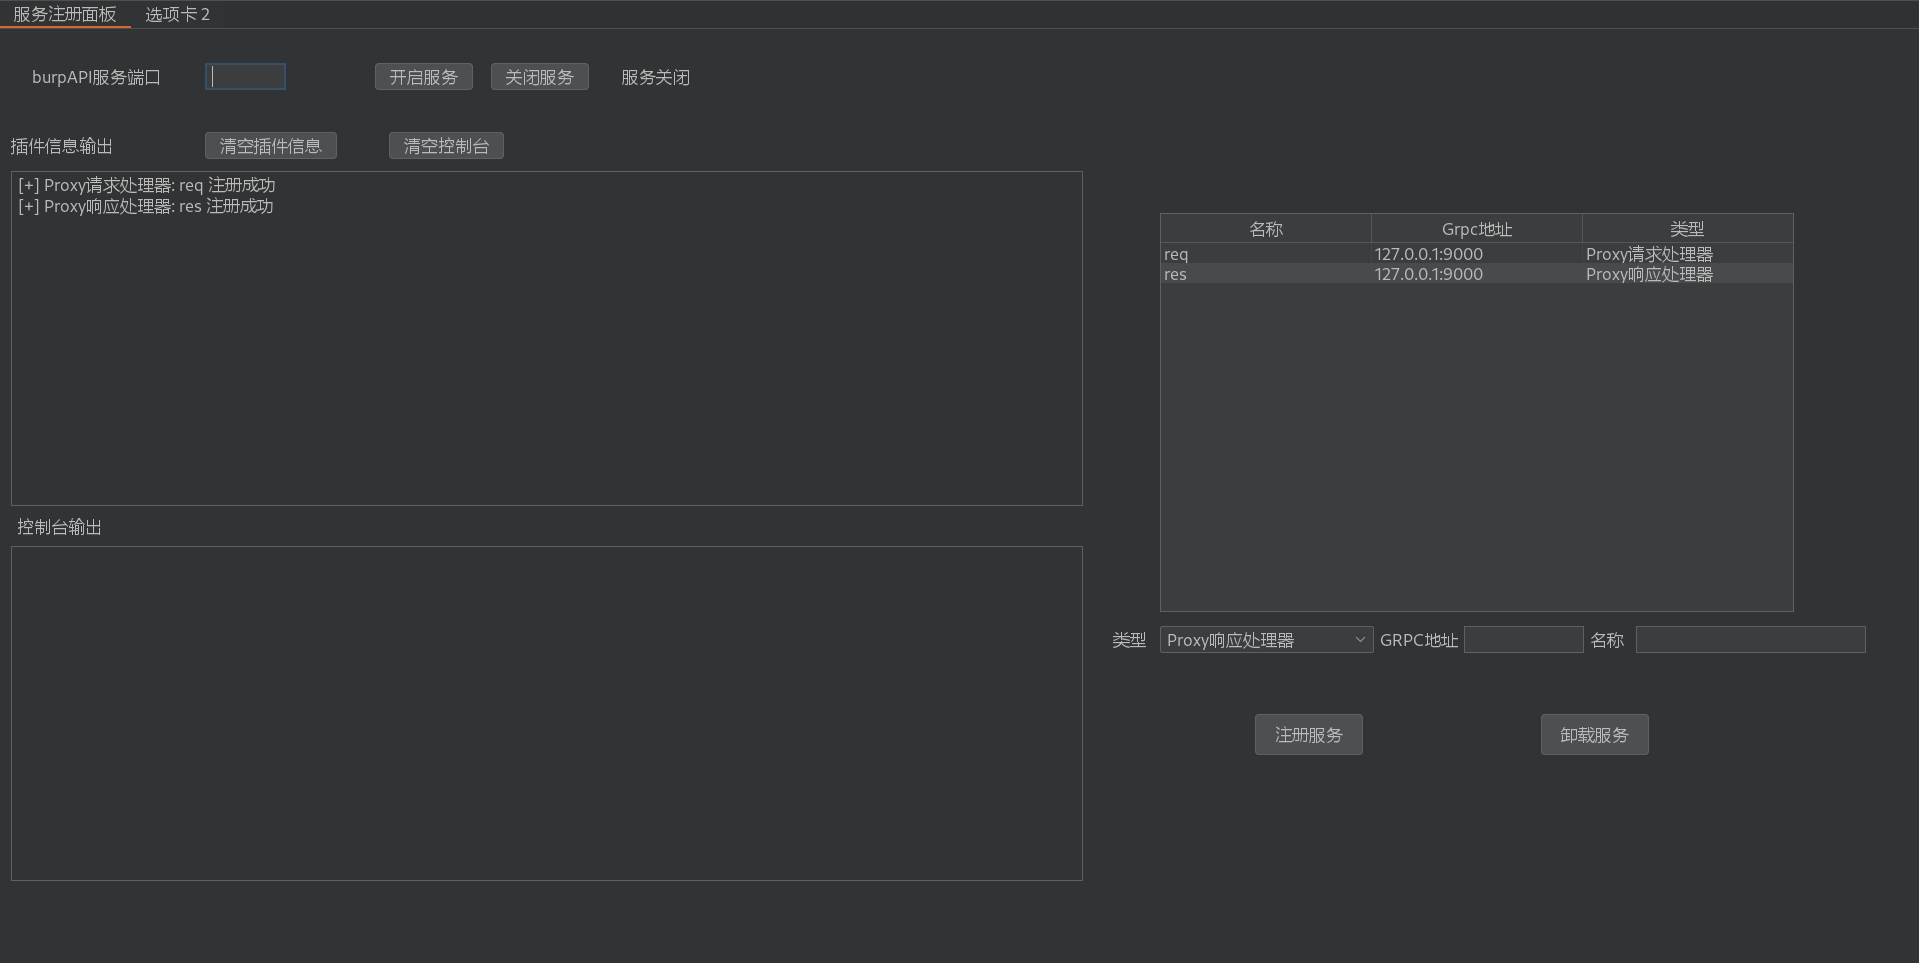 服务注册面板 选项卡 2
burpAPI服务端口 开启服务 关闭服务 服务关闭
插件信息输出 清空插件信息 清空控制台
[+] Proxy请求处理器: req 注册成功
[+] Proxy响应处理器: res 注册成功
控制台输出
名称 Grpc地址 类型
req 127.0.0.1:9000 Proxy请求处理器
res 127.0.0.1:9000 Proxy响应处理器
类型 Proxy响应处理器 GRPC地址 名称
注册服务 卸载服务